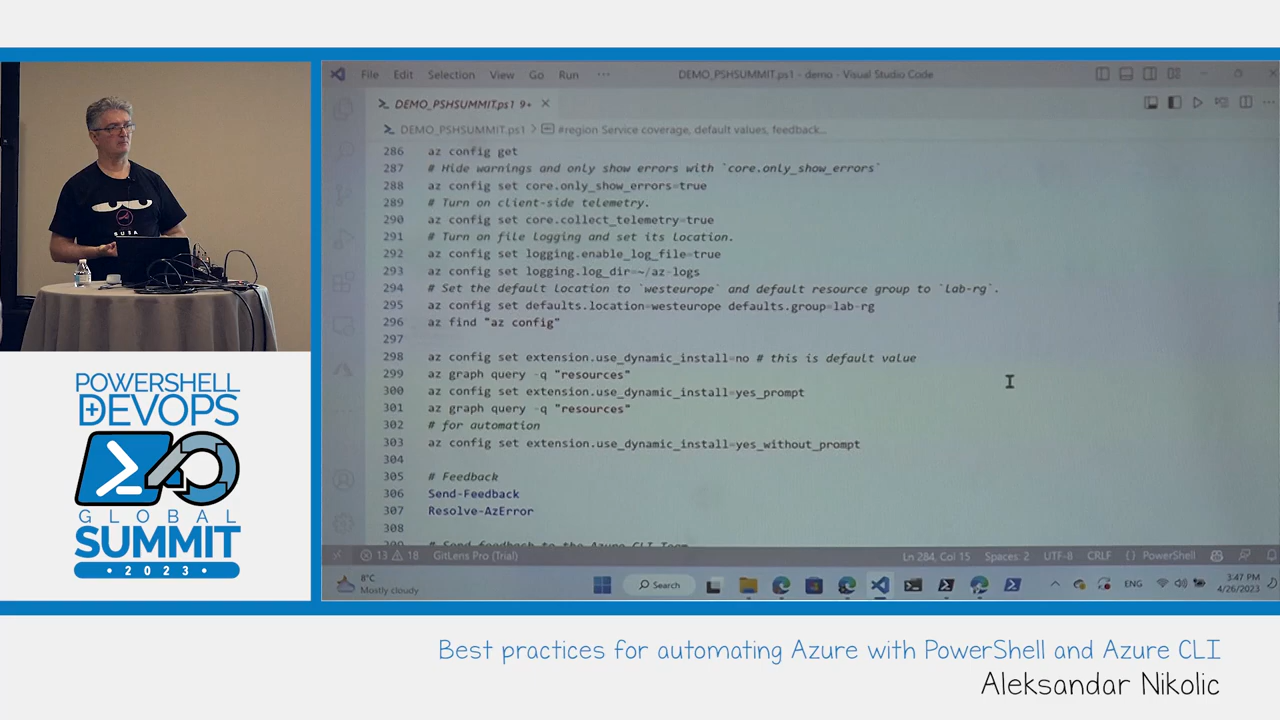 File Edit Selection View Go Run ··· DEMO_PSHSUMMIT.ps1 - demo - Visual Studio Code
DEMO_PSHSUMMIT.ps1 9+
DEMO_PSHSUMMIT.ps1 > #region Service coverage, default values, feedback...
286 az config get
287 # Hide warnings and only show errors with `core.only_show_errors`
288 az config set core.only_show_errors=true
289 # Turn on client-side telemetry.
290 az config set core.collect_telemetry=true
291 # Turn on file logging and set its location.
292 az config set logging.enable_log_file=true
293 az config set logging.log_dir=~/az-logs
294 # Set the default Location to `westeurope` and default resource group to `lab-rg`.
295 az config set defaults.location=westeurope defaults.group=lab-rg
296 az find "az config"
297
298 az config set extension.use_dynamic_install=no # this is default value
299 az graph query -q "resources"
300 az config set extension.use_dynamic_install=yes_prompt
301 az graph query -q "resources"
302 # for automation
303 az config set extension.use_dynamic_install=yes_without_prompt
304
305 # Feedback
306 Send-Feedback
307 Resolve-AzError
308
309 # Send feedback to the Azure CLI Team
13 18 GitLens Pro (Trial) Ln 284, Col 15 Spaces: 2 UTF-8 CRLF {} PowerShell
8°C
Mostly cloudy
Search
ENG
3:47 PM
4/26/2023
POWERSHELL
+DEVOPS
GLOBAL
SUMMIT
· 2023 ·
Best practices for automating Azure with PowerShell and Azure CLI
Aleksandar Nikolic